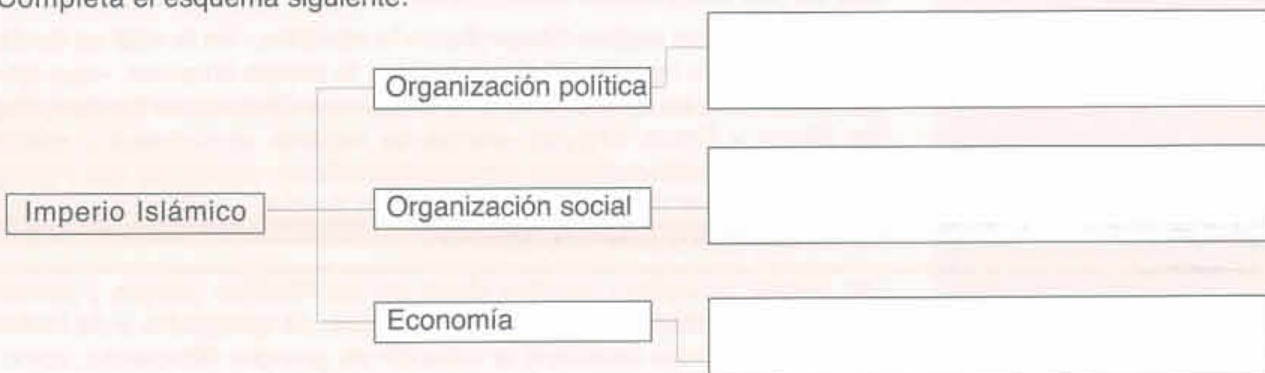 Completa el esquema siguiente:
Organización política
Imperio Islámico
Organización social
Economía